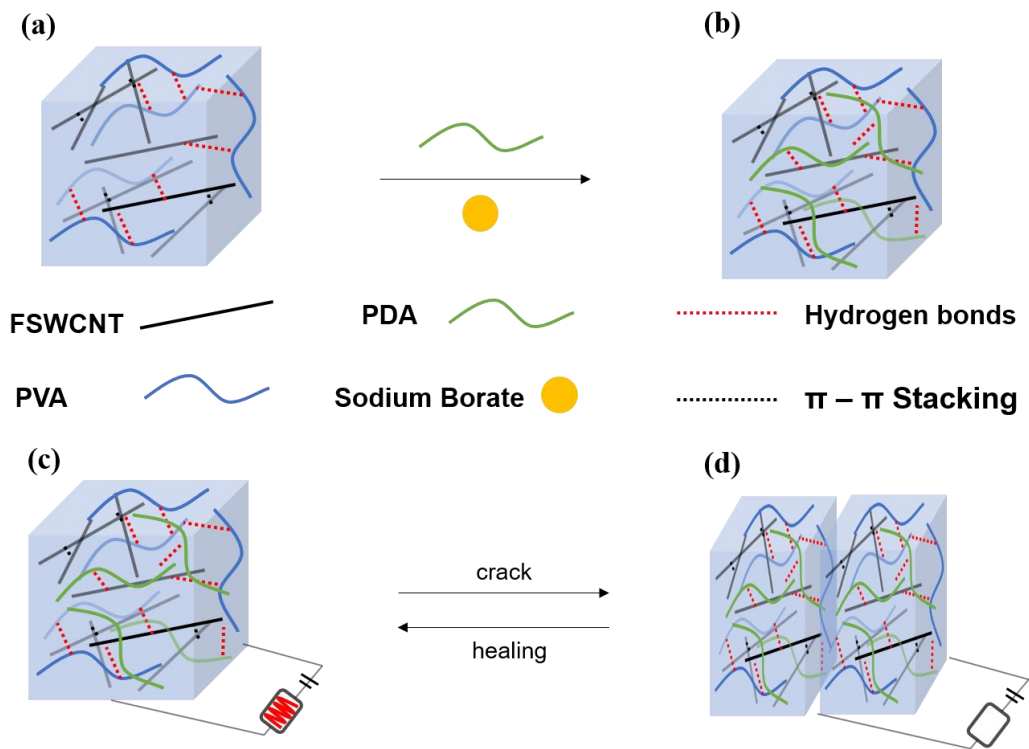 (a)
(b)
FSWCNT
PDA
Hydrogen bonds
PVA
Sodium Borate
π – π Stacking
(c)
(d)
crack
healing